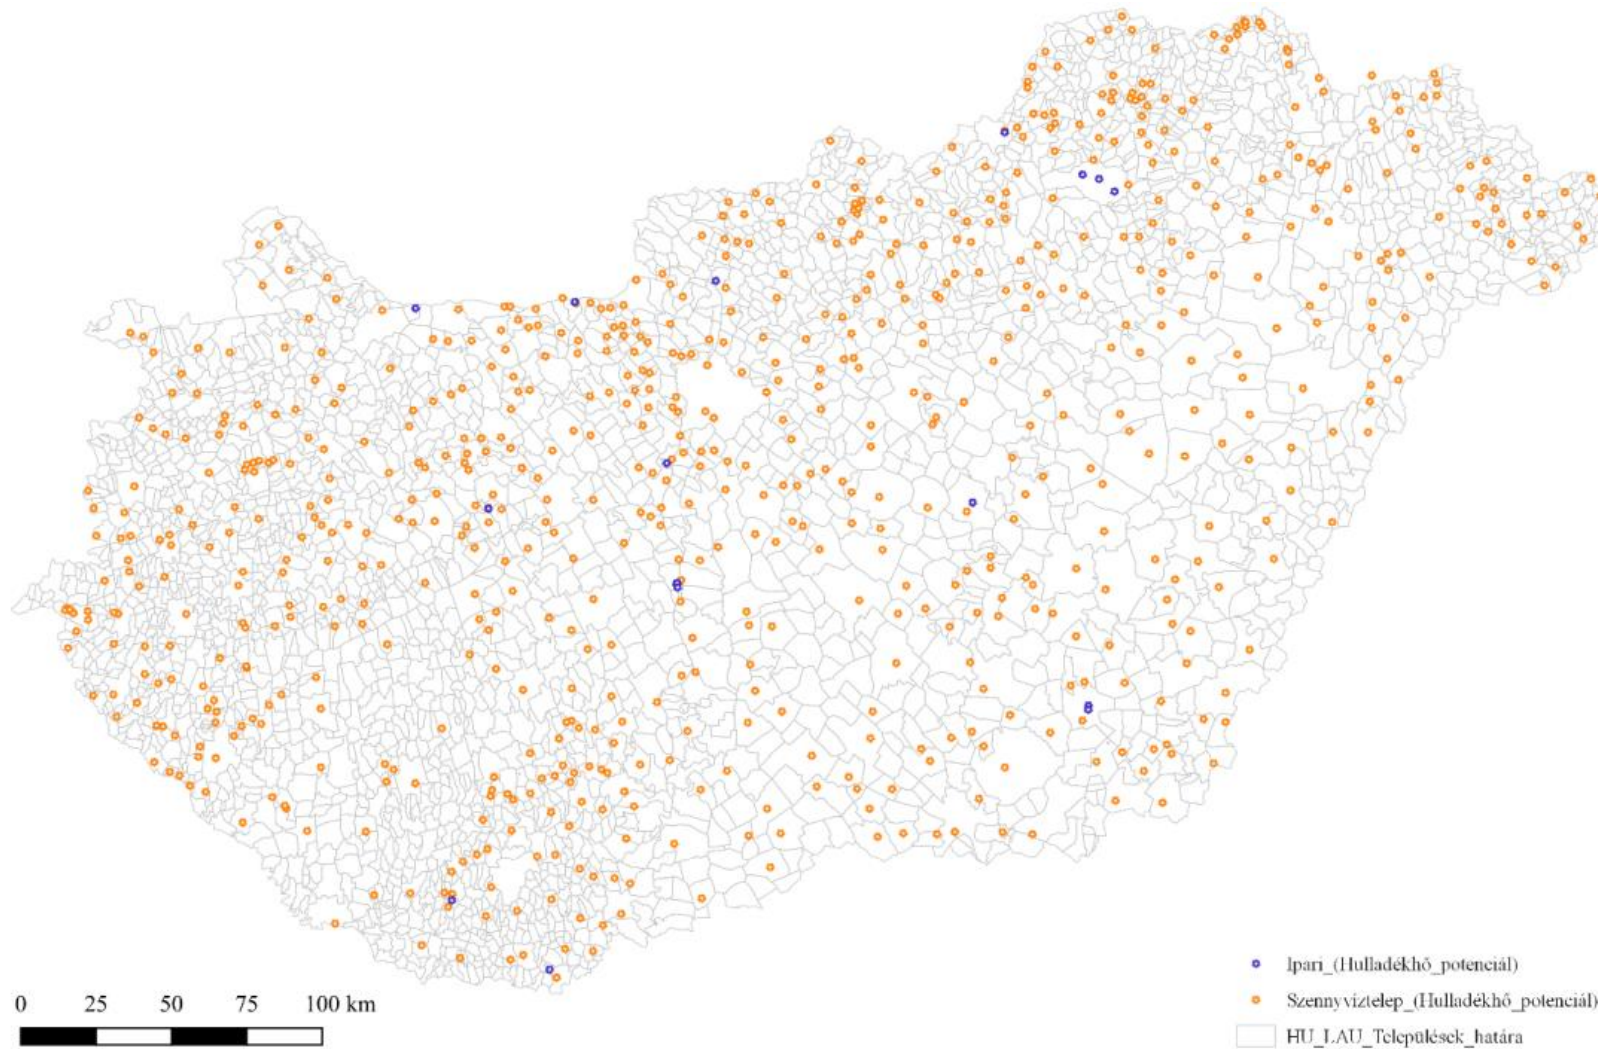 Ipari_(Hulladékhő_potenciál)
Szennyvíztelep_(Hulladékhő_potenciál)
HU_LAU_Települések_határa
0 25 50 75 100 km